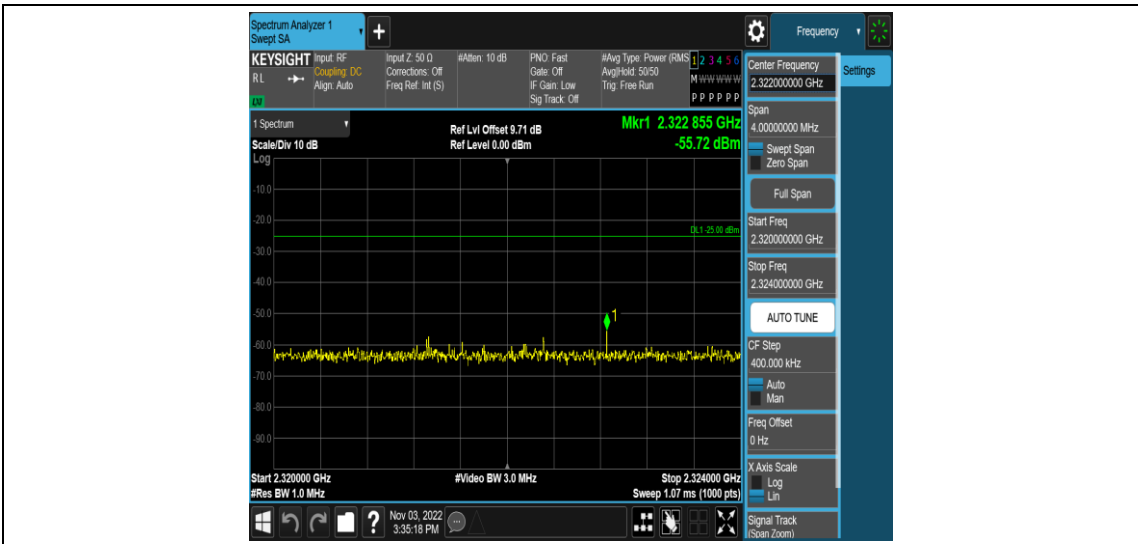 Spectrum Analyzer 1
Swept SA
+
Frequency
KEYSIGHT
RL
LXI
Input: RF
Coupling: DC
Align: Auto
Input Z: 50 Ω
Corrections: Off
Freq Ref: Int (S)
#Atten: 10 dB
PNO: Fast
Gate: Off
IF Gain: Low
Sig Track: Off
#Avg Type: Power (RMS
Avg|Hold: 50/50
Trig: Free Run
1 2 3 4 5 6
M W W W W W
P P P P P P
1 Spectrum
Scale/Div 10 dB
Log
Ref Lvl Offset 9.71 dB
Ref Level 0.00 dBm
Mkr1 2.322 855 GHz
-55.72 dBm
-10.0
-20.0
DL1 -25.00 dBm
-30.0
-40.0
-50.0
1
-60.0
-70.0
-80.0
-90.0
Start 2.320000 GHz
#Res BW 1.0 MHz
#Video BW 3.0 MHz
Stop 2.324000 GHz
Sweep 1.07 ms (1000 pts)
?
Nov 03, 2022
3:35:18 PM
Center Frequency
2.322000000 GHz
Settings
Span
4.00000000 MHz
Swept Span
Zero Span
Full Span
Start Freq
2.320000000 GHz
Stop Freq
2.324000000 GHz
AUTO TUNE
CF Step
400.000 kHz
Auto
Man
Freq Offset
0 Hz
X Axis Scale
Log
Lin
Signal Track
(Span Zoom)